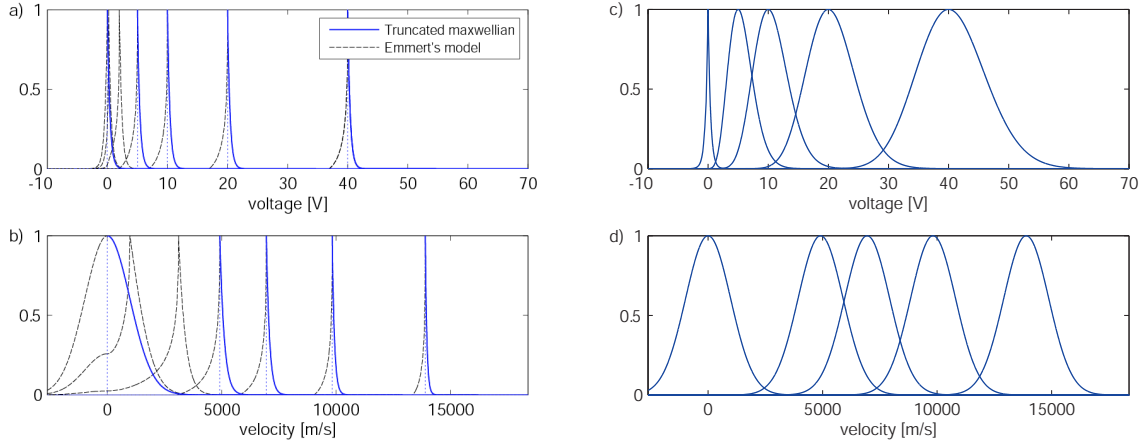 a)
1
0.5
0
-10 0 10 20 30 40 50 60 70
voltage [V]
Truncated maxwellian
Emmert's model
c)
1
0.5
0
-10 0 10 20 30 40 50 60 70
voltage [V]
b)
1
0.5
0
0 5000 10000 15000
velocity [m/s]
d)
1
0.5
0
0 5000 10000 15000
velocity [m/s]